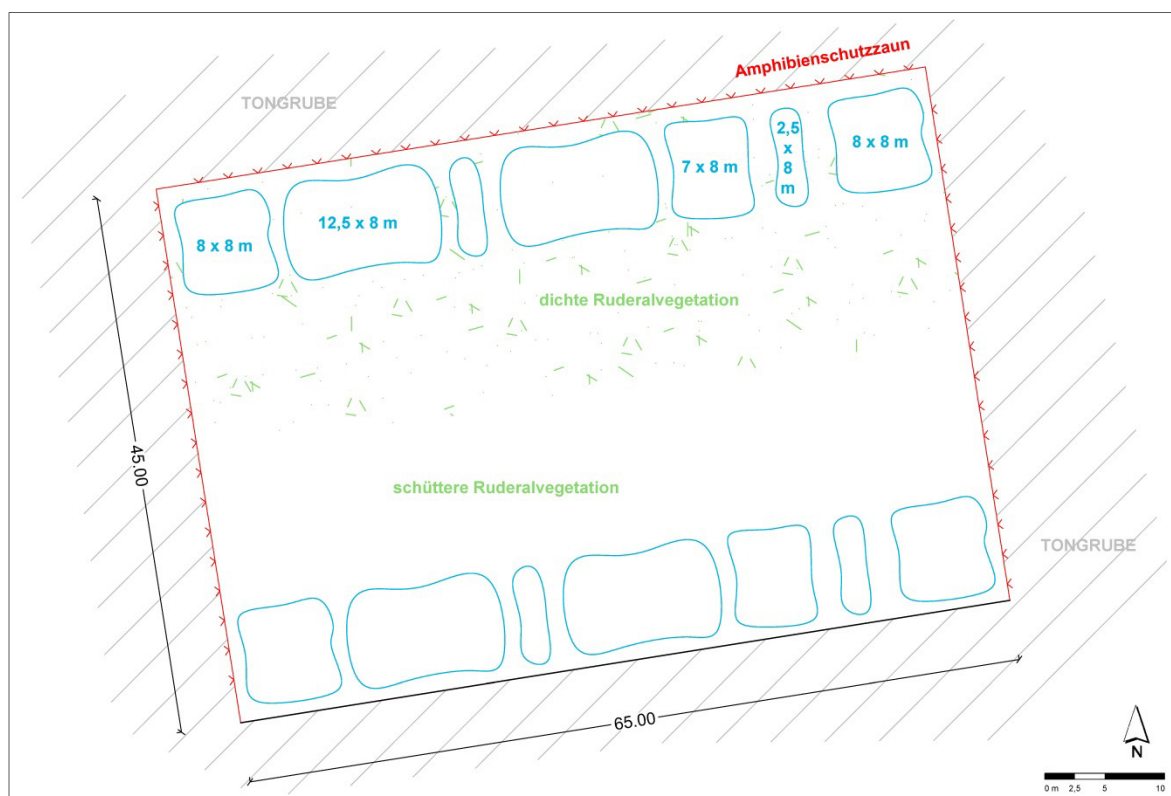 Amphibienschutzzaun
TONGRUBE
2,5
x
8
m
8 x 8 m
7 x 8 m
12,5 x 8 m
8 x 8 m
dichte Ruderalvegetation
45.00
schüttere Ruderalvegetation
TONGRUBE
65.00
N
0 m 2,5 5 10